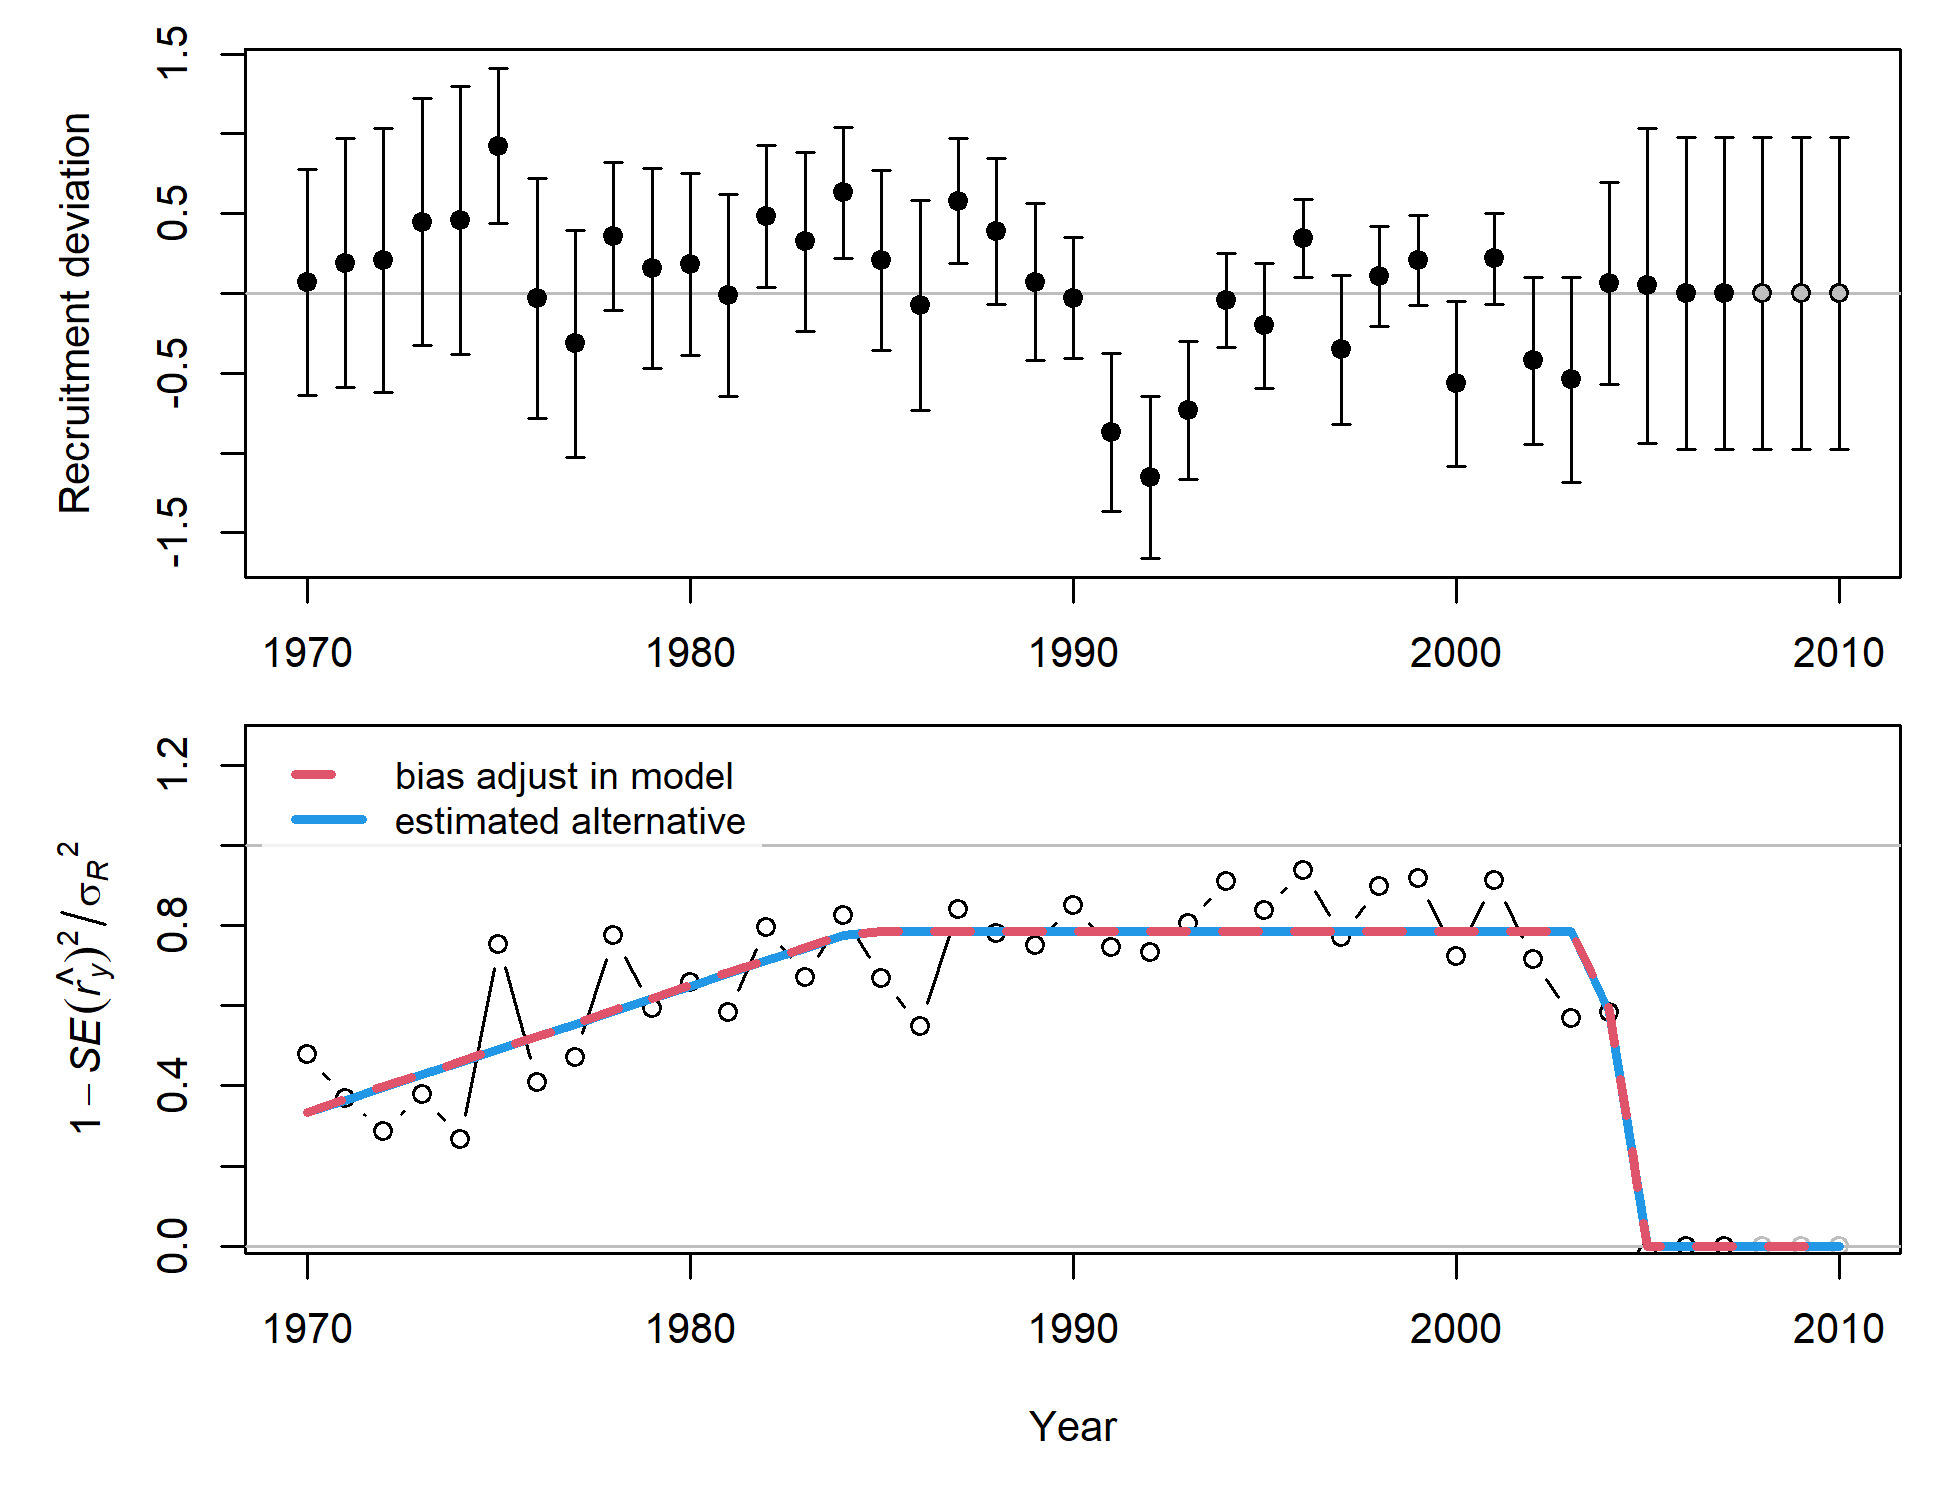 Recruitment deviation
1.5
0.5
-0.5
-1.5
1970 1980 1990 2000 2010
bias adjust in model
estimated alternative
1 − SE(r̂_y)² / σ_R²
1.2
0.8
0.4
0.0
1970 1980 1990 2000 2010
Year